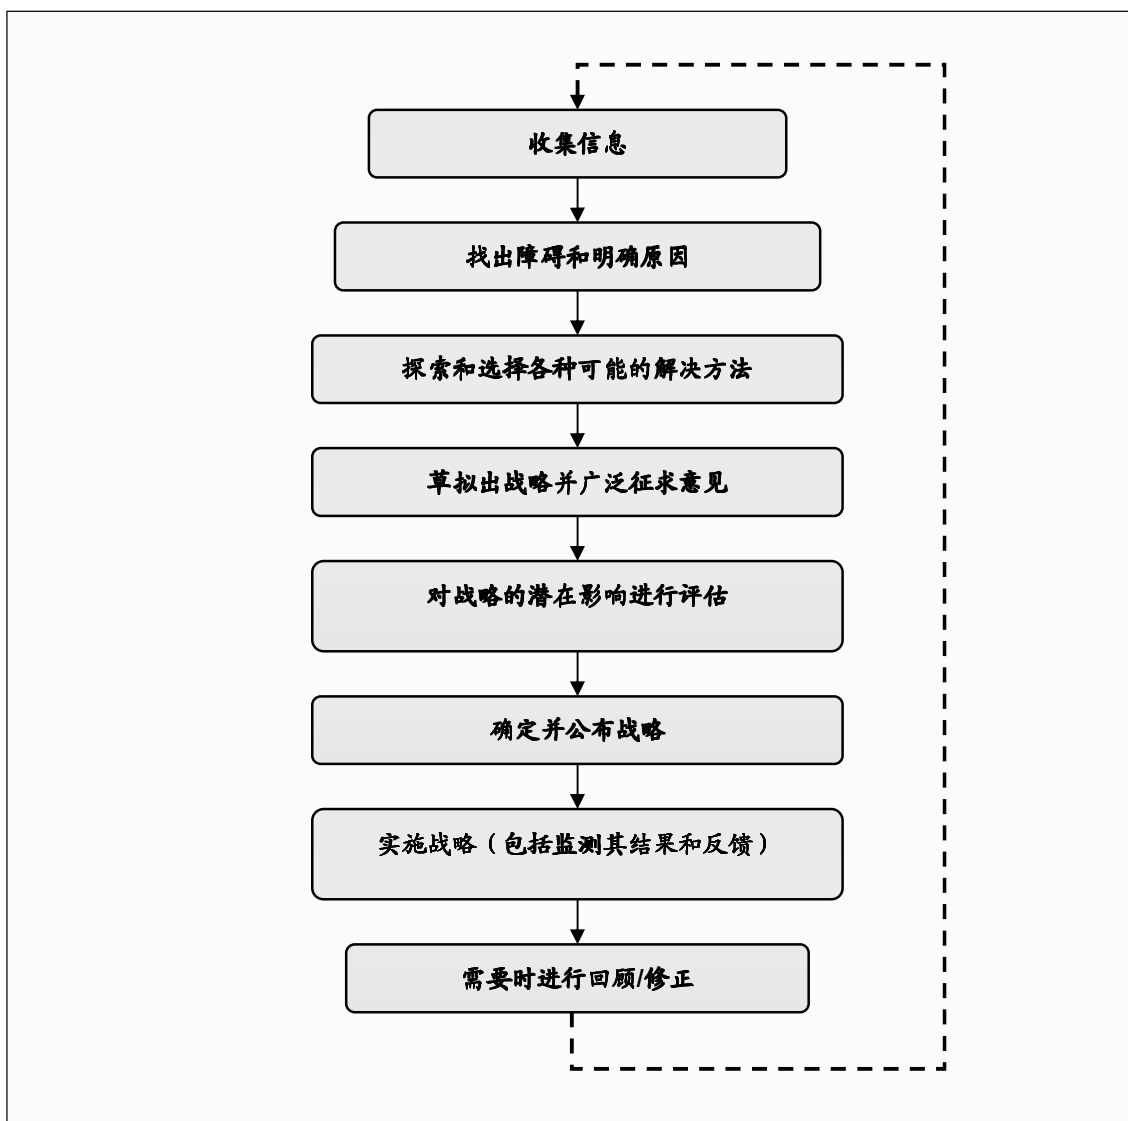 收集信息
找出障碍和明确原因
探索和选择各种可能的解决方法
草拟出战略并广泛征求意见
对战略的潜在影响进行评估
确定并公布战略
实施战略（包括监测其结果和反馈）
需要时进行回顾/修正